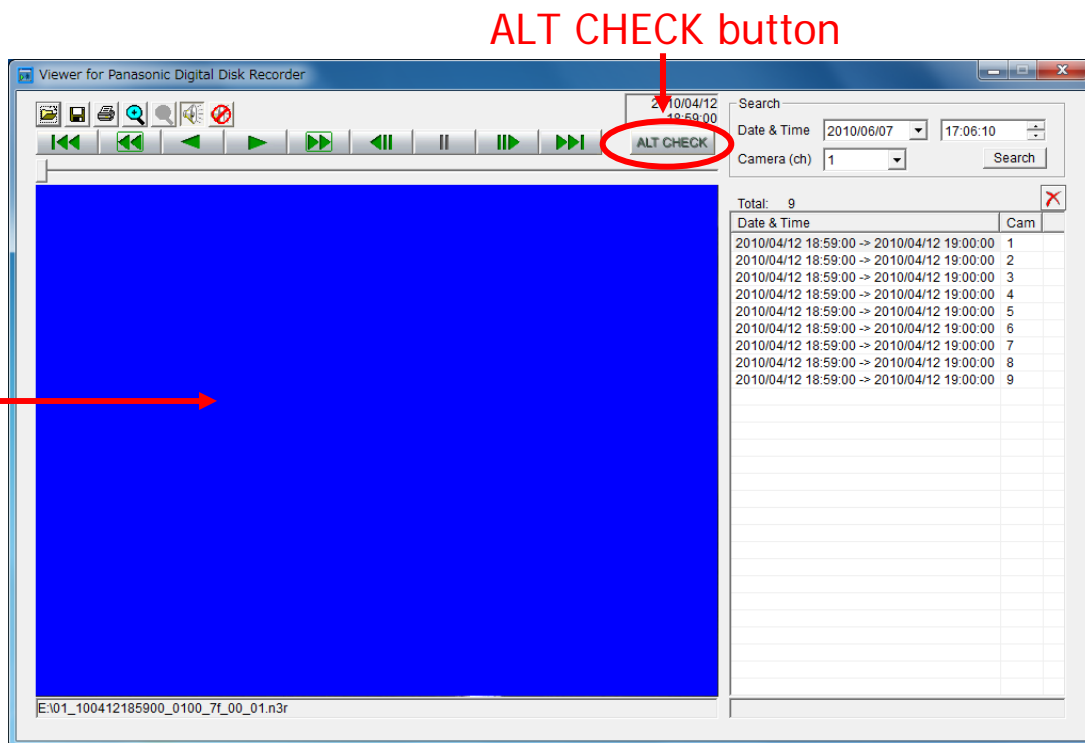 ALT CHECK button
Viewer for Panasonic Digital Disk Recorder
2010/04/12
18:59:00
ALT CHECK
Search
Date & Time 2010/06/07 17:06:10
Camera (ch) 1 Search
Total: 9
Date & Time Cam
2010/04/12 18:59:00 -> 2010/04/12 19:00:00 1
2010/04/12 18:59:00 -> 2010/04/12 19:00:00 2
2010/04/12 18:59:00 -> 2010/04/12 19:00:00 3
2010/04/12 18:59:00 -> 2010/04/12 19:00:00 4
2010/04/12 18:59:00 -> 2010/04/12 19:00:00 5
2010/04/12 18:59:00 -> 2010/04/12 19:00:00 6
2010/04/12 18:59:00 -> 2010/04/12 19:00:00 7
2010/04/12 18:59:00 -> 2010/04/12 19:00:00 8
2010/04/12 18:59:00 -> 2010/04/12 19:00:00 9
E:\01_100412185900_0100_7f_00_01.n3r